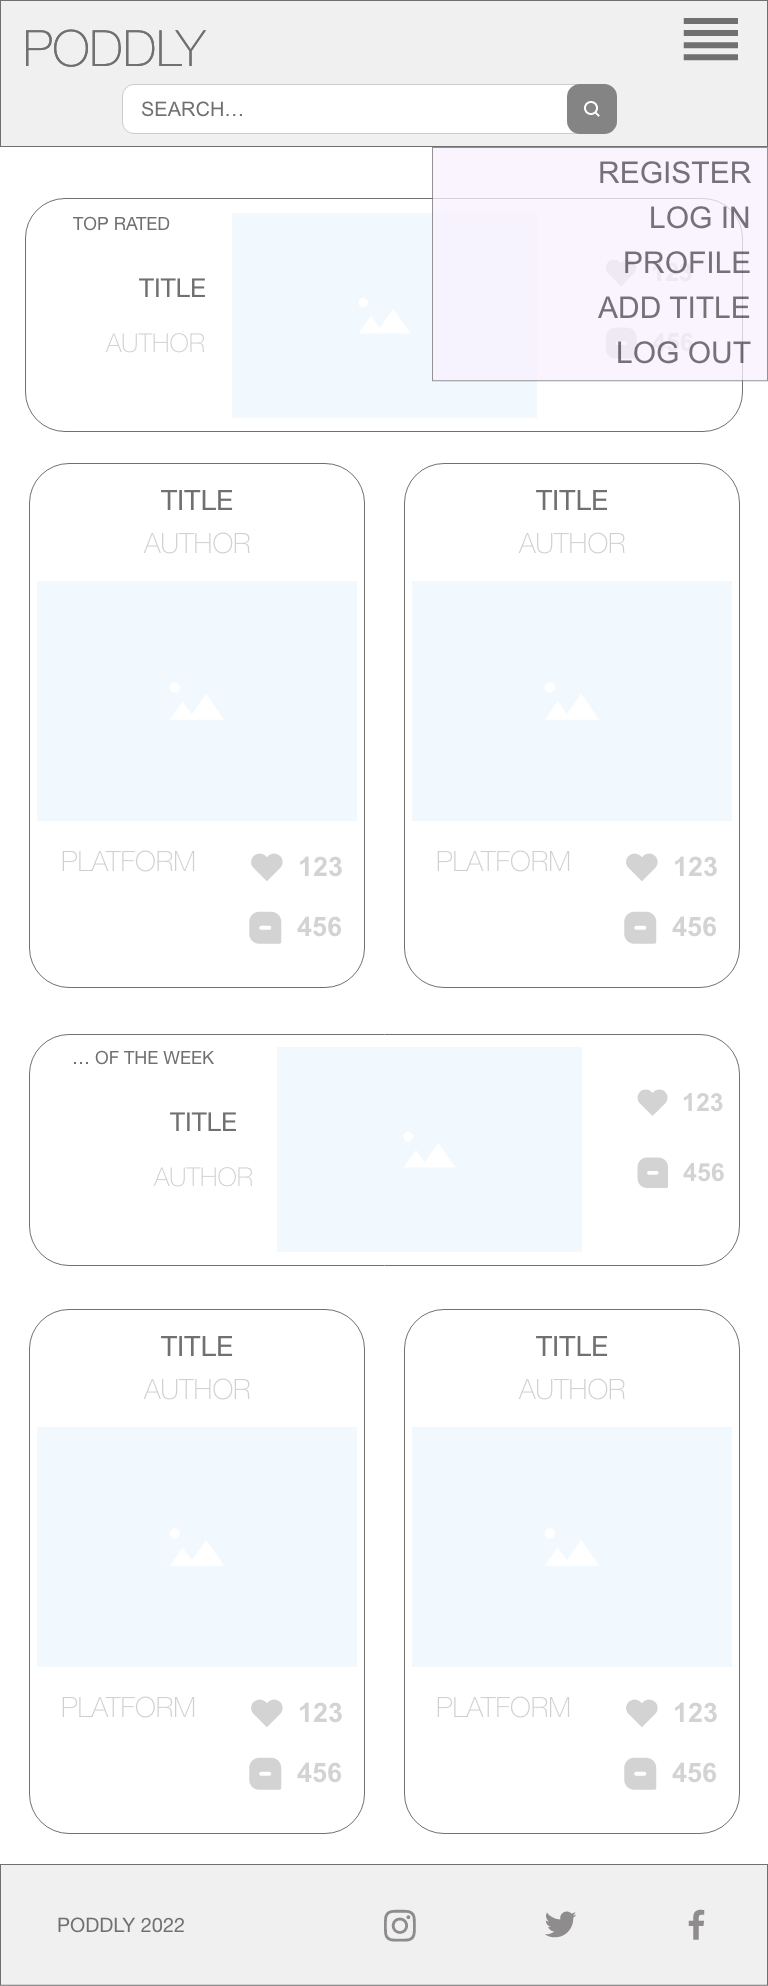 PODDLY
SEARCH...
REGISTER
LOG IN
PROFILE
ADD TITLE
LOG OUT
TOP RATED
TITLE
AUTHOR
123
456
TITLE
AUTHOR
PLATFORM
123
456
TITLE
AUTHOR
PLATFORM
123
456
... OF THE WEEK
TITLE
AUTHOR
123
456
TITLE
AUTHOR
PLATFORM
123
456
TITLE
AUTHOR
PLATFORM
123
456
PODDLY 2022